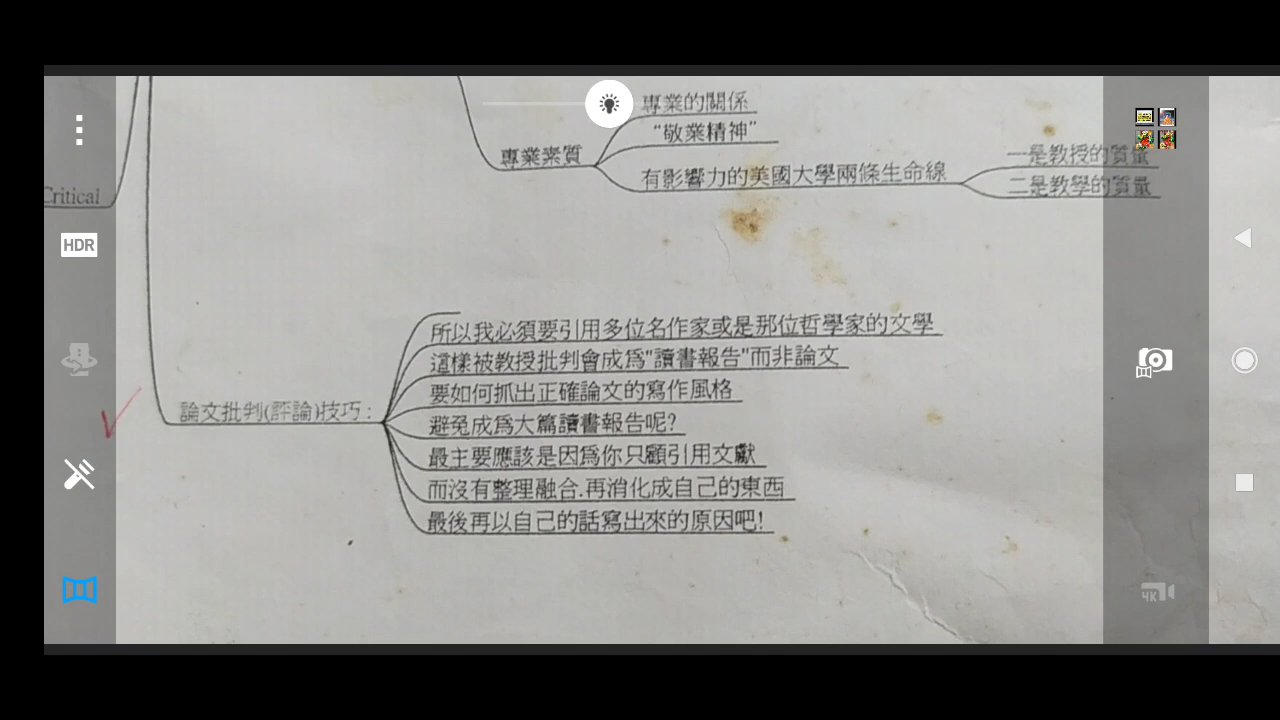 專業的關係
"敬業精神"
專業素質
有影響力的美國大學兩條生命線
一是教授的質量
二是教學的質量
Critical
HDR
所以我必須要引用多位名作家或是那位哲學家的文學
這樣被教授批判會成為"讀書報告"而非論文
要如何抓出正確論文的寫作風格
論文批判(評論)技巧:
避免成為大篇讀書報告呢?
最主要應該是因為你只顧引用文獻
而沒有整理融合.再消化成自己的東西
最後再以自己的話寫出來的原因吧!
4K